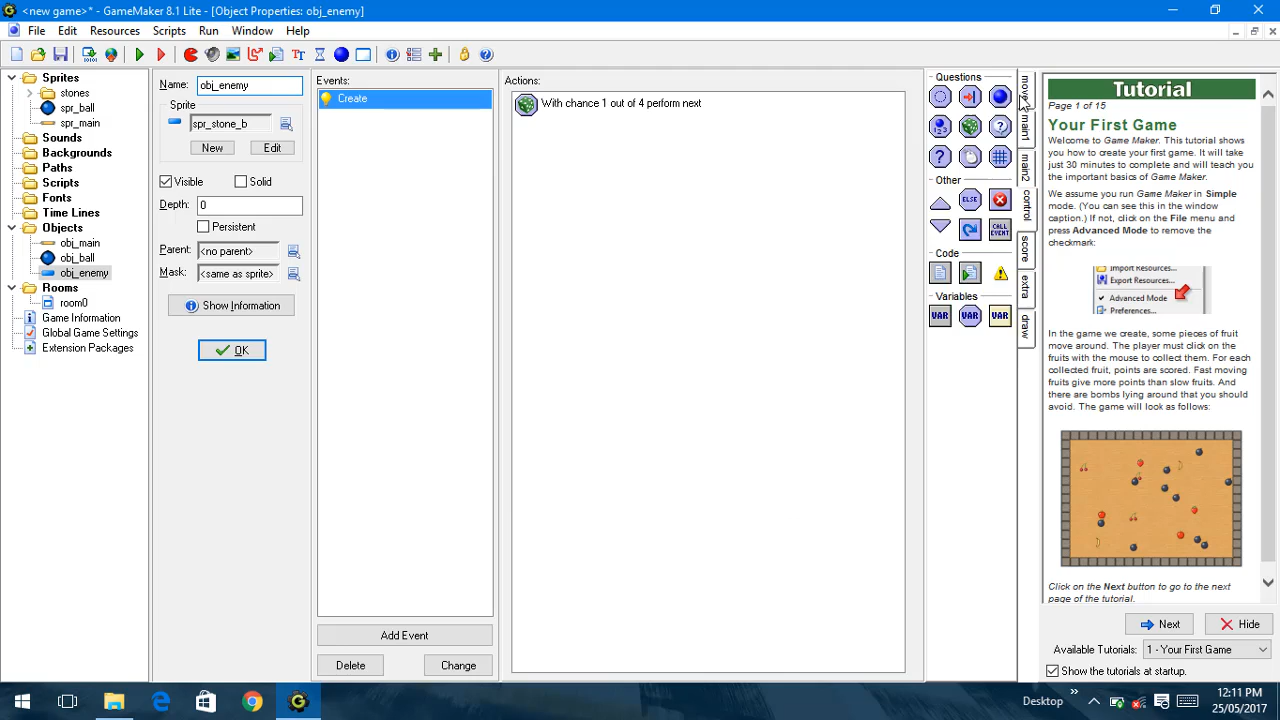 <new game>* - GameMaker 8.1 Lite - [Object Properties: obj_enemy]
File Edit Resources Scripts Run Window Help
Sprites
stones
spr_ball
spr_main
Sounds
Backgrounds
Paths
Scripts
Fonts
Time Lines
Objects
obj_main
obj_ball
obj_enemy
Rooms
room0
Game Information
Global Game Settings
Extension Packages
Name: obj_enemy
Sprite
spr_stone_b
New Edit
Visible Solid
Depth: 0
Persistent
Parent: <no parent>
Mask: <same as sprite>
Show Information
OK
Events:
Create
Add Event
Delete Change
Actions:
With chance 1 out of 4 perform next
Questions
Other
ELSE
CALL EVENT
Code
Variables
VAR VAR VAR
move
main1
main2
control
score
extra
draw
Tutorial
Page 1 of 15
Your First Game
Welcome to Game Maker. This tutorial
shows you how to create your first game. It will take
just 30 minutes to complete and will teach you
the important basics of Game Maker.
We assume you run Game Maker in Simple
mode. (You can see this in the window
caption.) If not, click on the File menu and
press Advanced Mode to remove the
checkmark:
Import Resources...
Export Resources...
Advanced Mode
Preferences...
In the game we create, some pieces of fruit
move around. The player must click on the
fruits with the mouse to collect them. For each
collected fruit, points are scored. Fast moving
fruits give more points than slow fruits. And
there are bombs lying around that you should
avoid. The game will look as follows:
Click on the Next button to go to the next
page of the tutorial.
Next Hide
Available Tutorials: 1 - Your First Game
Show the tutorials at startup.
Desktop
12:11 PM
25/05/2017